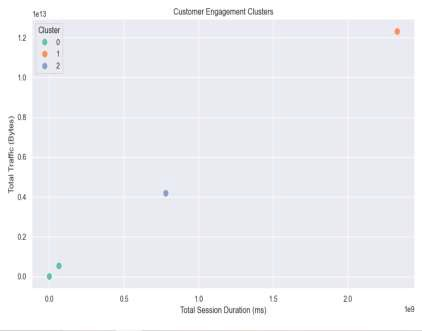 Customer Engagement Clusters
1e13
Cluster
0
1
2
1.2
1.0
0.8
0.6
0.4
0.2
0.0
Total Traffic (Bytes)
0.0 0.5 1.0 1.5 2.0
1e9
Total Session Duration (ms)